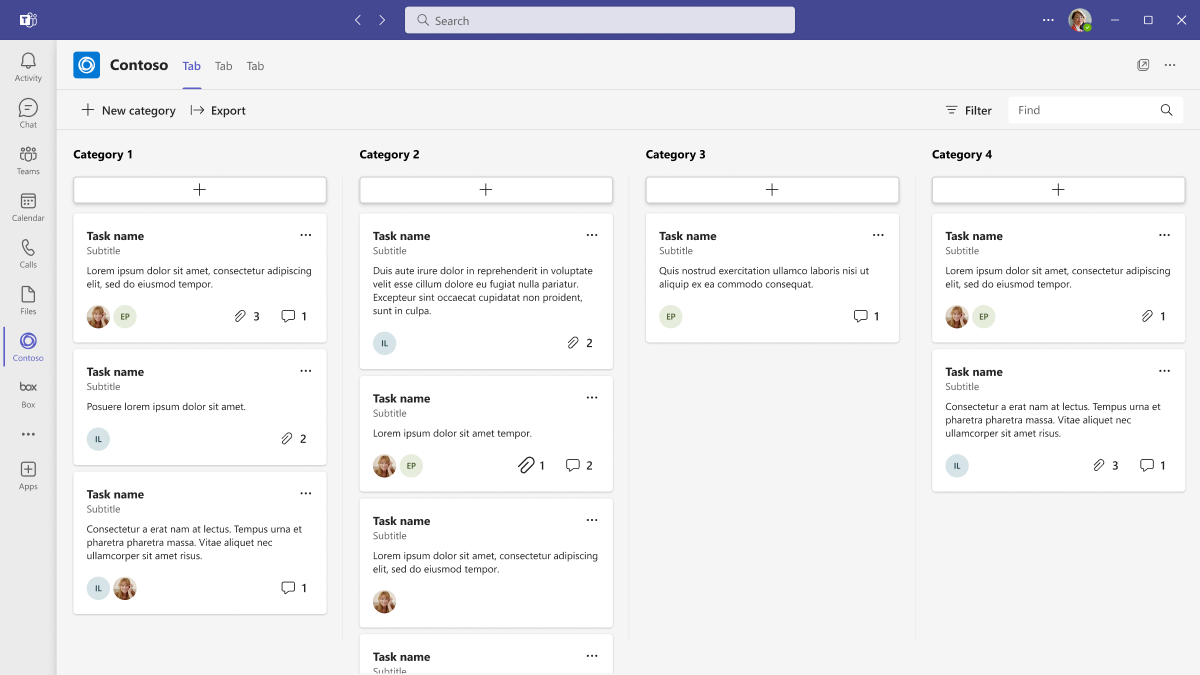 Search
Activity
Chat
Teams
Calendar
Calls
Files
Contoso
box
Box
Apps
Contoso
Tab
Tab
Tab
New category
Export
Filter
Find
Category 1
Task name
Subtitle
Lorem ipsum dolor sit amet, consectetur adipiscing
elit, sed do eiusmod tempor.
EP
3
1
Task name
Subtitle
Posuere lorem ipsum dolor sit amet.
IL
2
Task name
Subtitle
Consectetur a erat nam at lectus. Tempus urna et
pharetra pharetra massa. Vitae aliquet nec
ullamcorper sit amet risus.
IL
1
Category 2
Task name
Subtitle
Duis aute irure dolor in reprehenderit in voluptate
velit esse cillum dolore eu fugiat nulla pariatur.
Excepteur sint occaecat cupidatat non proident,
sunt in culpa.
IL
2
Task name
Subtitle
Lorem ipsum dolor sit amet tempor.
EP
1
2
Task name
Subtitle
Lorem ipsum dolor sit amet, consectetur adipiscing
elit, sed do eiusmod tempor.
Task name
Subtitle
Category 3
Task name
Subtitle
Quis nostrud exercitation ullamco laboris nisi ut
aliquip ex ea commodo consequat.
EP
1
Category 4
Task name
Subtitle
Lorem ipsum dolor sit amet, consectetur adipiscing
elit, sed do eiusmod tempor.
EP
1
Task name
Subtitle
Consectetur a erat nam at lectus. Tempus urna et
pharetra pharetra massa. Vitae aliquet nec
ullamcorper sit amet risus.
IL
3
1